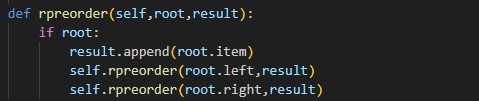 def rpreorder(self,root,result):
    if root:
        result.append(root.item)
        self.rpreorder(root.left,result)
        self.rpreorder(root.right,result)